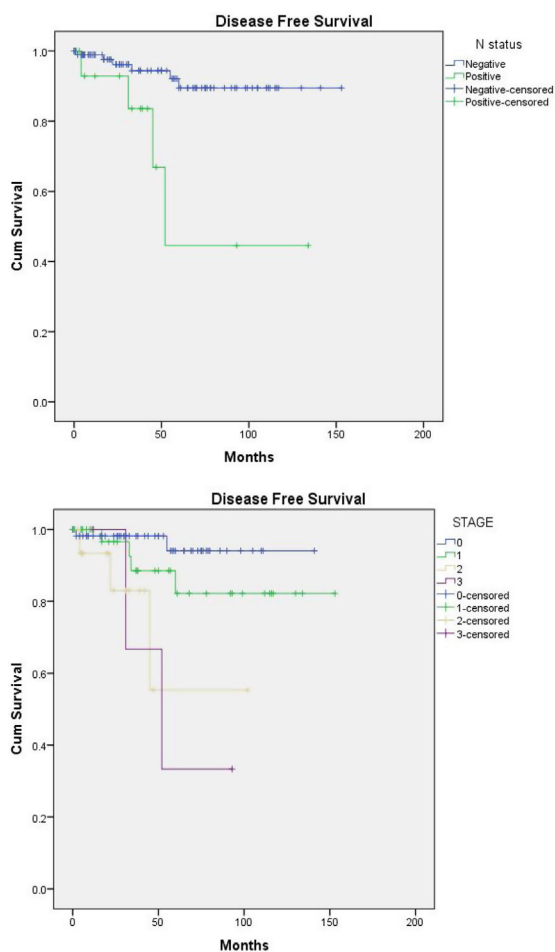 Disease Free Survival
N status
Negative
Positive
Negative-censored
Positive-censored
Cum Survival
1.0
0.8
0.6
0.4
0.2
0.0
0 50 100 150 200
Months
Disease Free Survival
STAGE
0
1
2
3
0-censored
1-censored
2-censored
3-censored
Cum Survival
1.0
0.8
0.6
0.4
0.2
0.0
0 50 100 150 200
Months